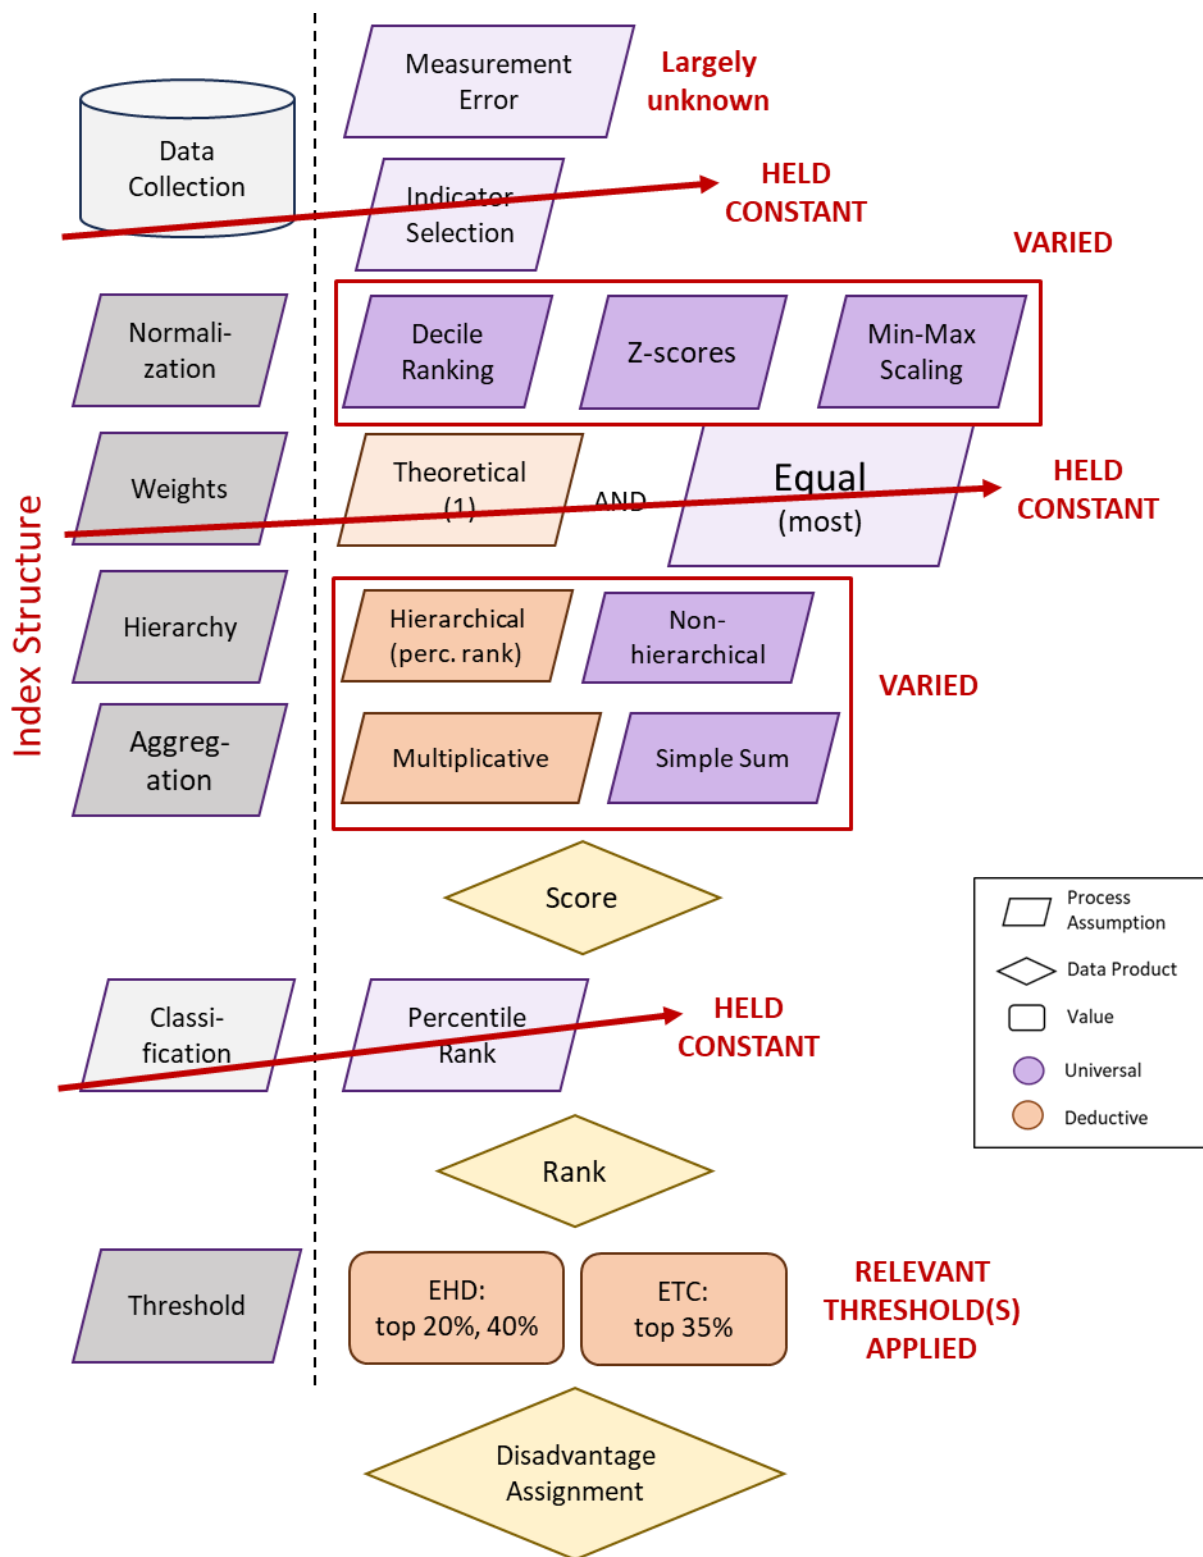 Measurement
Error
Largely
unknown
Data
Collection
Indicator
Selection
HELD
CONSTANT
VARIED
Normali-
zation
Decile
Ranking
Z-scores
Min-Max
Scaling
Weights
Theoretical
(1)
AND
Equal
(most)
HELD
CONSTANT
Index Structure
Hierarchy
Hierarchical
(perc. rank)
Non-
hierarchical
VARIED
Aggreg-
ation
Multiplicative
Simple Sum
Score
Process
Assumption
Data Product
Value
Universal
Deductive
Classi-
fication
Percentile
Rank
HELD
CONSTANT
Rank
Threshold
EHD:
top 20%, 40%
ETC:
top 35%
RELEVANT
THRESHOLD(S)
APPLIED
Disadvantage
Assignment